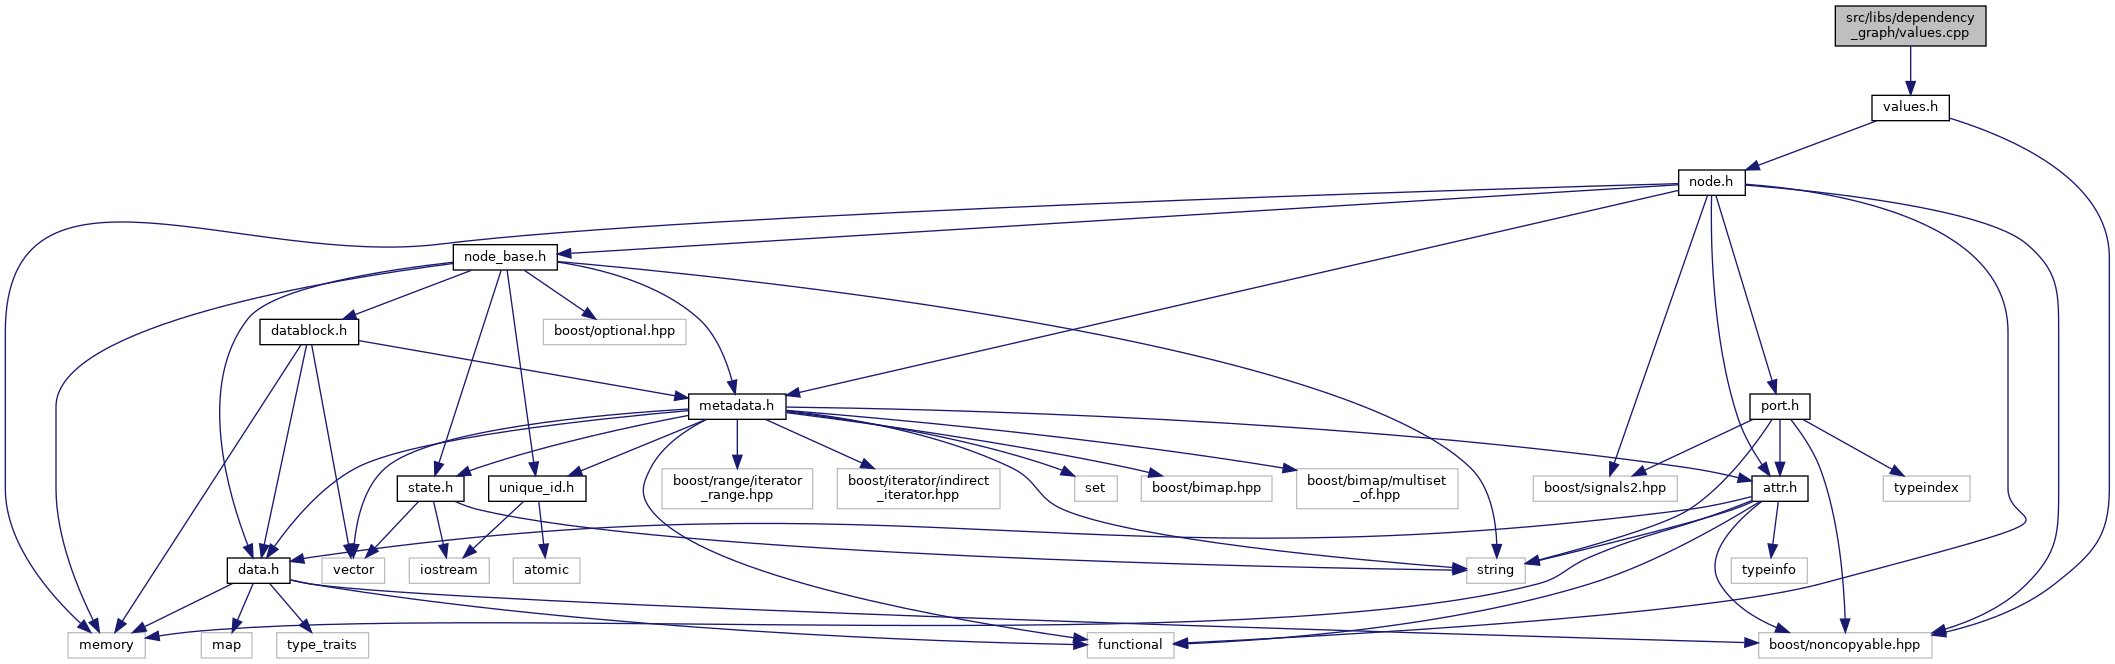 src/libs/dependency
_graph/values.cpp
values.h
node.h
node_base.h
datablock.h
boost/optional.hpp
metadata.h
port.h
state.h
unique_id.h
boost/range/iterator
_range.hpp
boost/iterator/indirect
_iterator.hpp
set
boost/bimap.hpp
boost/bimap/multiset
_of.hpp
boost/signals2.hpp
attr.h
typeindex
data.h
vector
iostream
atomic
string
typeinfo
memory
map
type_traits
functional
boost/noncopyable.hpp